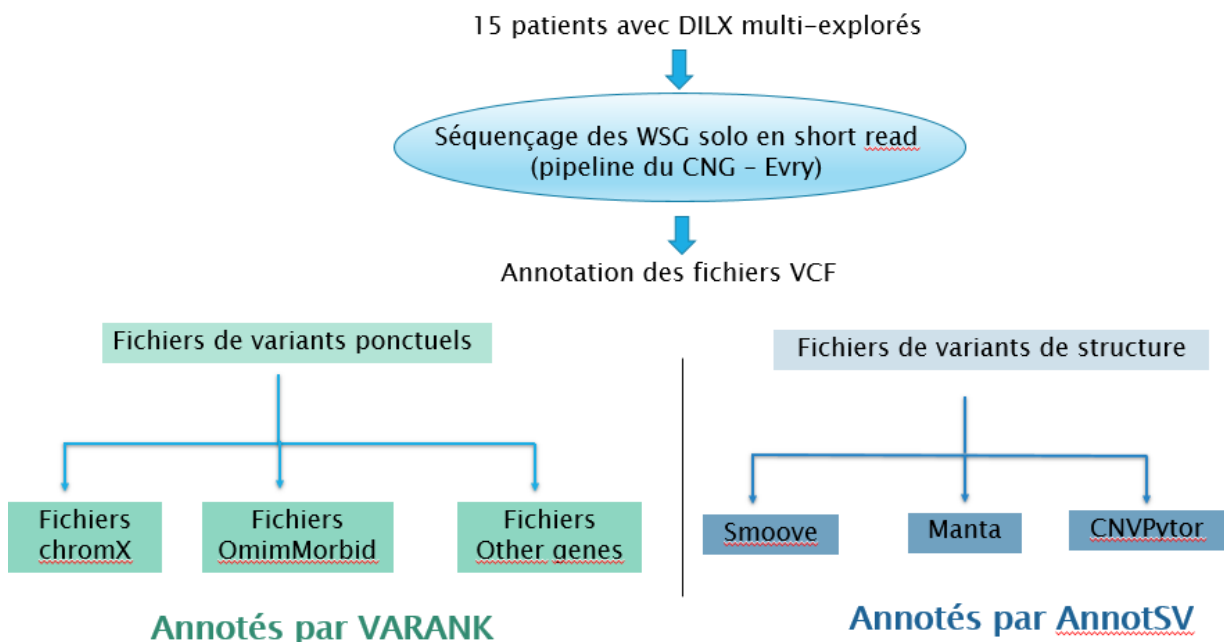 15 patients avec DILX multi-explorés
Séquençage des WSG solo en short read
(pipeline du CNG - Evry)
Annotation des fichiers VCF
Fichiers de variants ponctuels
Fichiers
chromX
Fichiers
OmimMorbid
Fichiers
Other genes
Annotés par VARANK
Fichiers de variants de structure
Smoove
Manta
CNVPytor
Annotés par AnnotSV